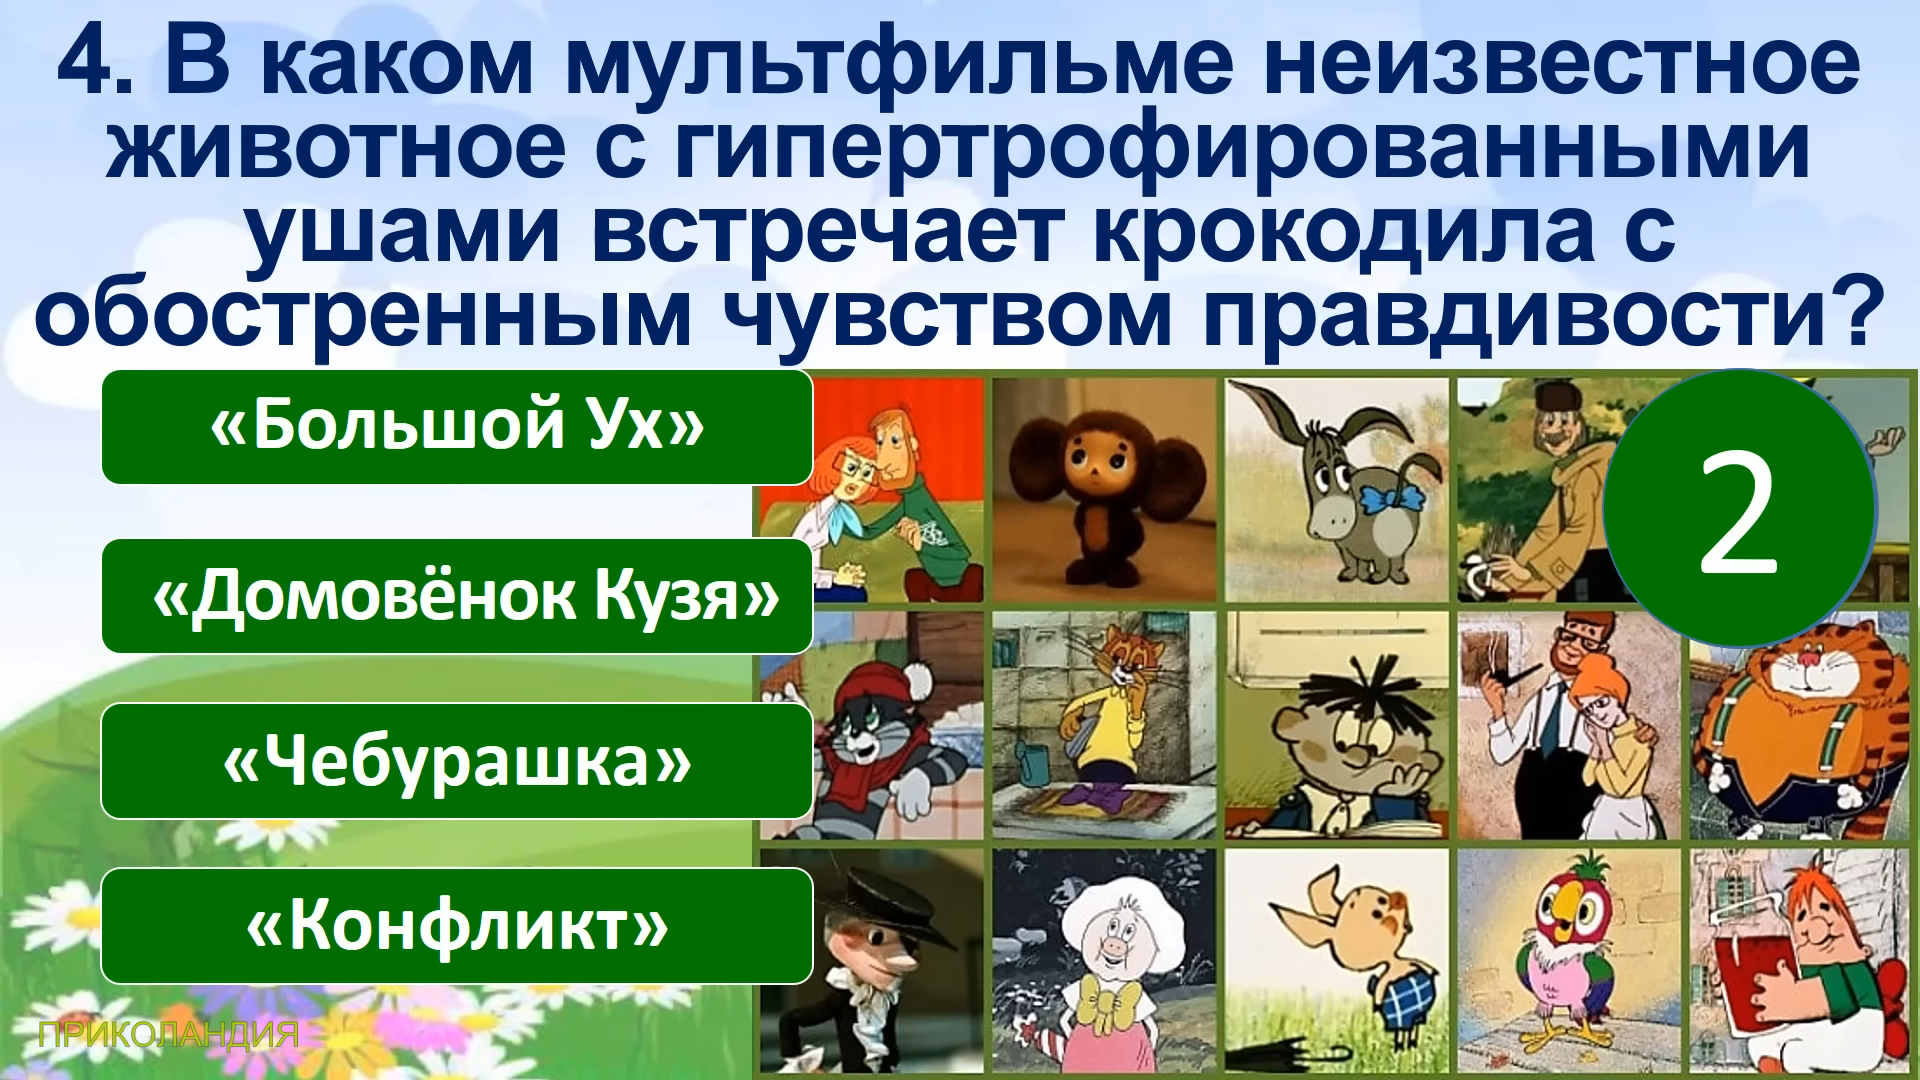 4. В каком мультфильме неизвестное
животное с гипертрофированными
ушами встречает крокодила с
обостренным чувством правдивости?
«Большой Ух»
2
«Домовёнок Кузя»
«Чебурашка»
«Конфликт»
ПРИКОЛАНДИЯ